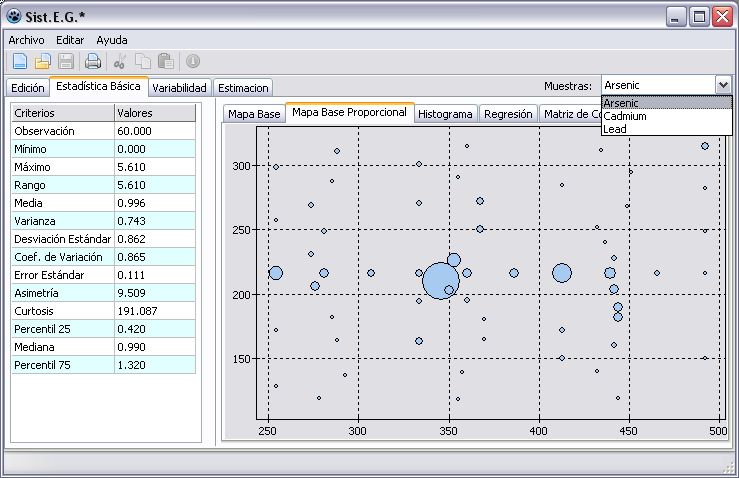 Sist.E.G.*
Archivo Editar Ayuda
Edición Estadística Básica Variabilidad Estimacion Muestras: Arsenic
Arsenic
Cadmium
Lead
Criterios Valores
Observación 60.000
Mínimo 0.000
Máximo 5.610
Rango 5.610
Media 0.996
Varianza 0.743
Desviación Estándar 0.862
Coef. de Variación 0.865
Error Estándar 0.111
Asimetría 9.509
Curtosis 191.087
Percentil 25 0.420
Mediana 0.990
Percentil 75 1.320
Mapa Base Mapa Base Proporcional Histograma Regresión Matriz de Co
300
250
200
150
250 300 350 400 450 500